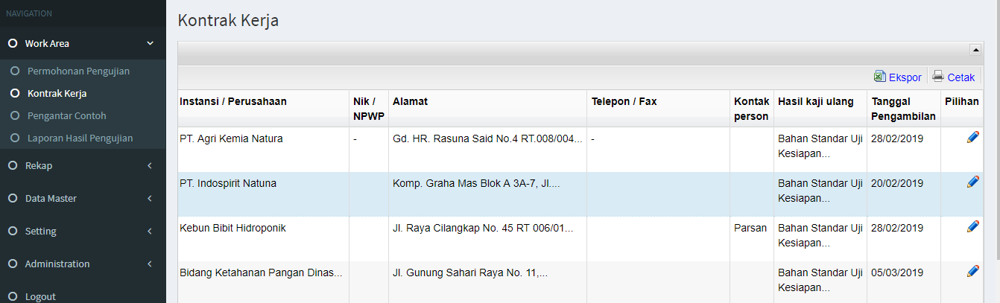 NAVIGATION
Work Area
Permohonan Pengujian
Kontrak Kerja
Pengantar Contoh
Laporan Hasil Pengujian
Rekap
Data Master
Setting
Administration
Logout
Kontrak Kerja
Ekspor Cetak
Instansi / Perusahaan Nik / Alamat Telepon / Fax Kontak Hasil kaji ulang Tanggal Pilihan
NPWP person Pengambilan
PT. Agri Kemia Natura - Gd. HR. Rasuna Said No.4 RT.008/004... - Bahan Standar Uji 28/02/2019
Kesiapan...
PT. Indospirit Natuna Komp. Graha Mas Blok A 3A-7, Jl.... Bahan Standar Uji 20/02/2019
Kesiapan...
Kebun Bibit Hidroponik Jl. Raya Cilangkap No. 45 RT 006/01... Parsan Bahan Standar Uji 28/02/2019
Kesiapan...
Bidang Ketahanan Pangan Dinas... Jl. Gunung Sahari Raya No. 11,... Bahan Standar Uji 05/03/2019
Kesiapan...